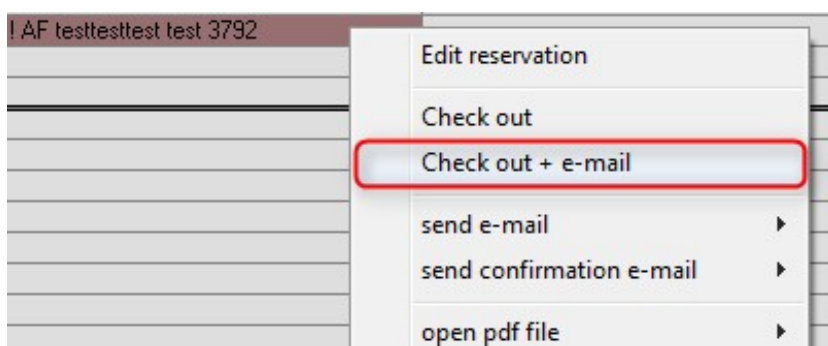 ! AF testtesttest test 3792
Edit reservation
Check out
Check out + e-mail
send e-mail
send confirmation e-mail
open pdf file